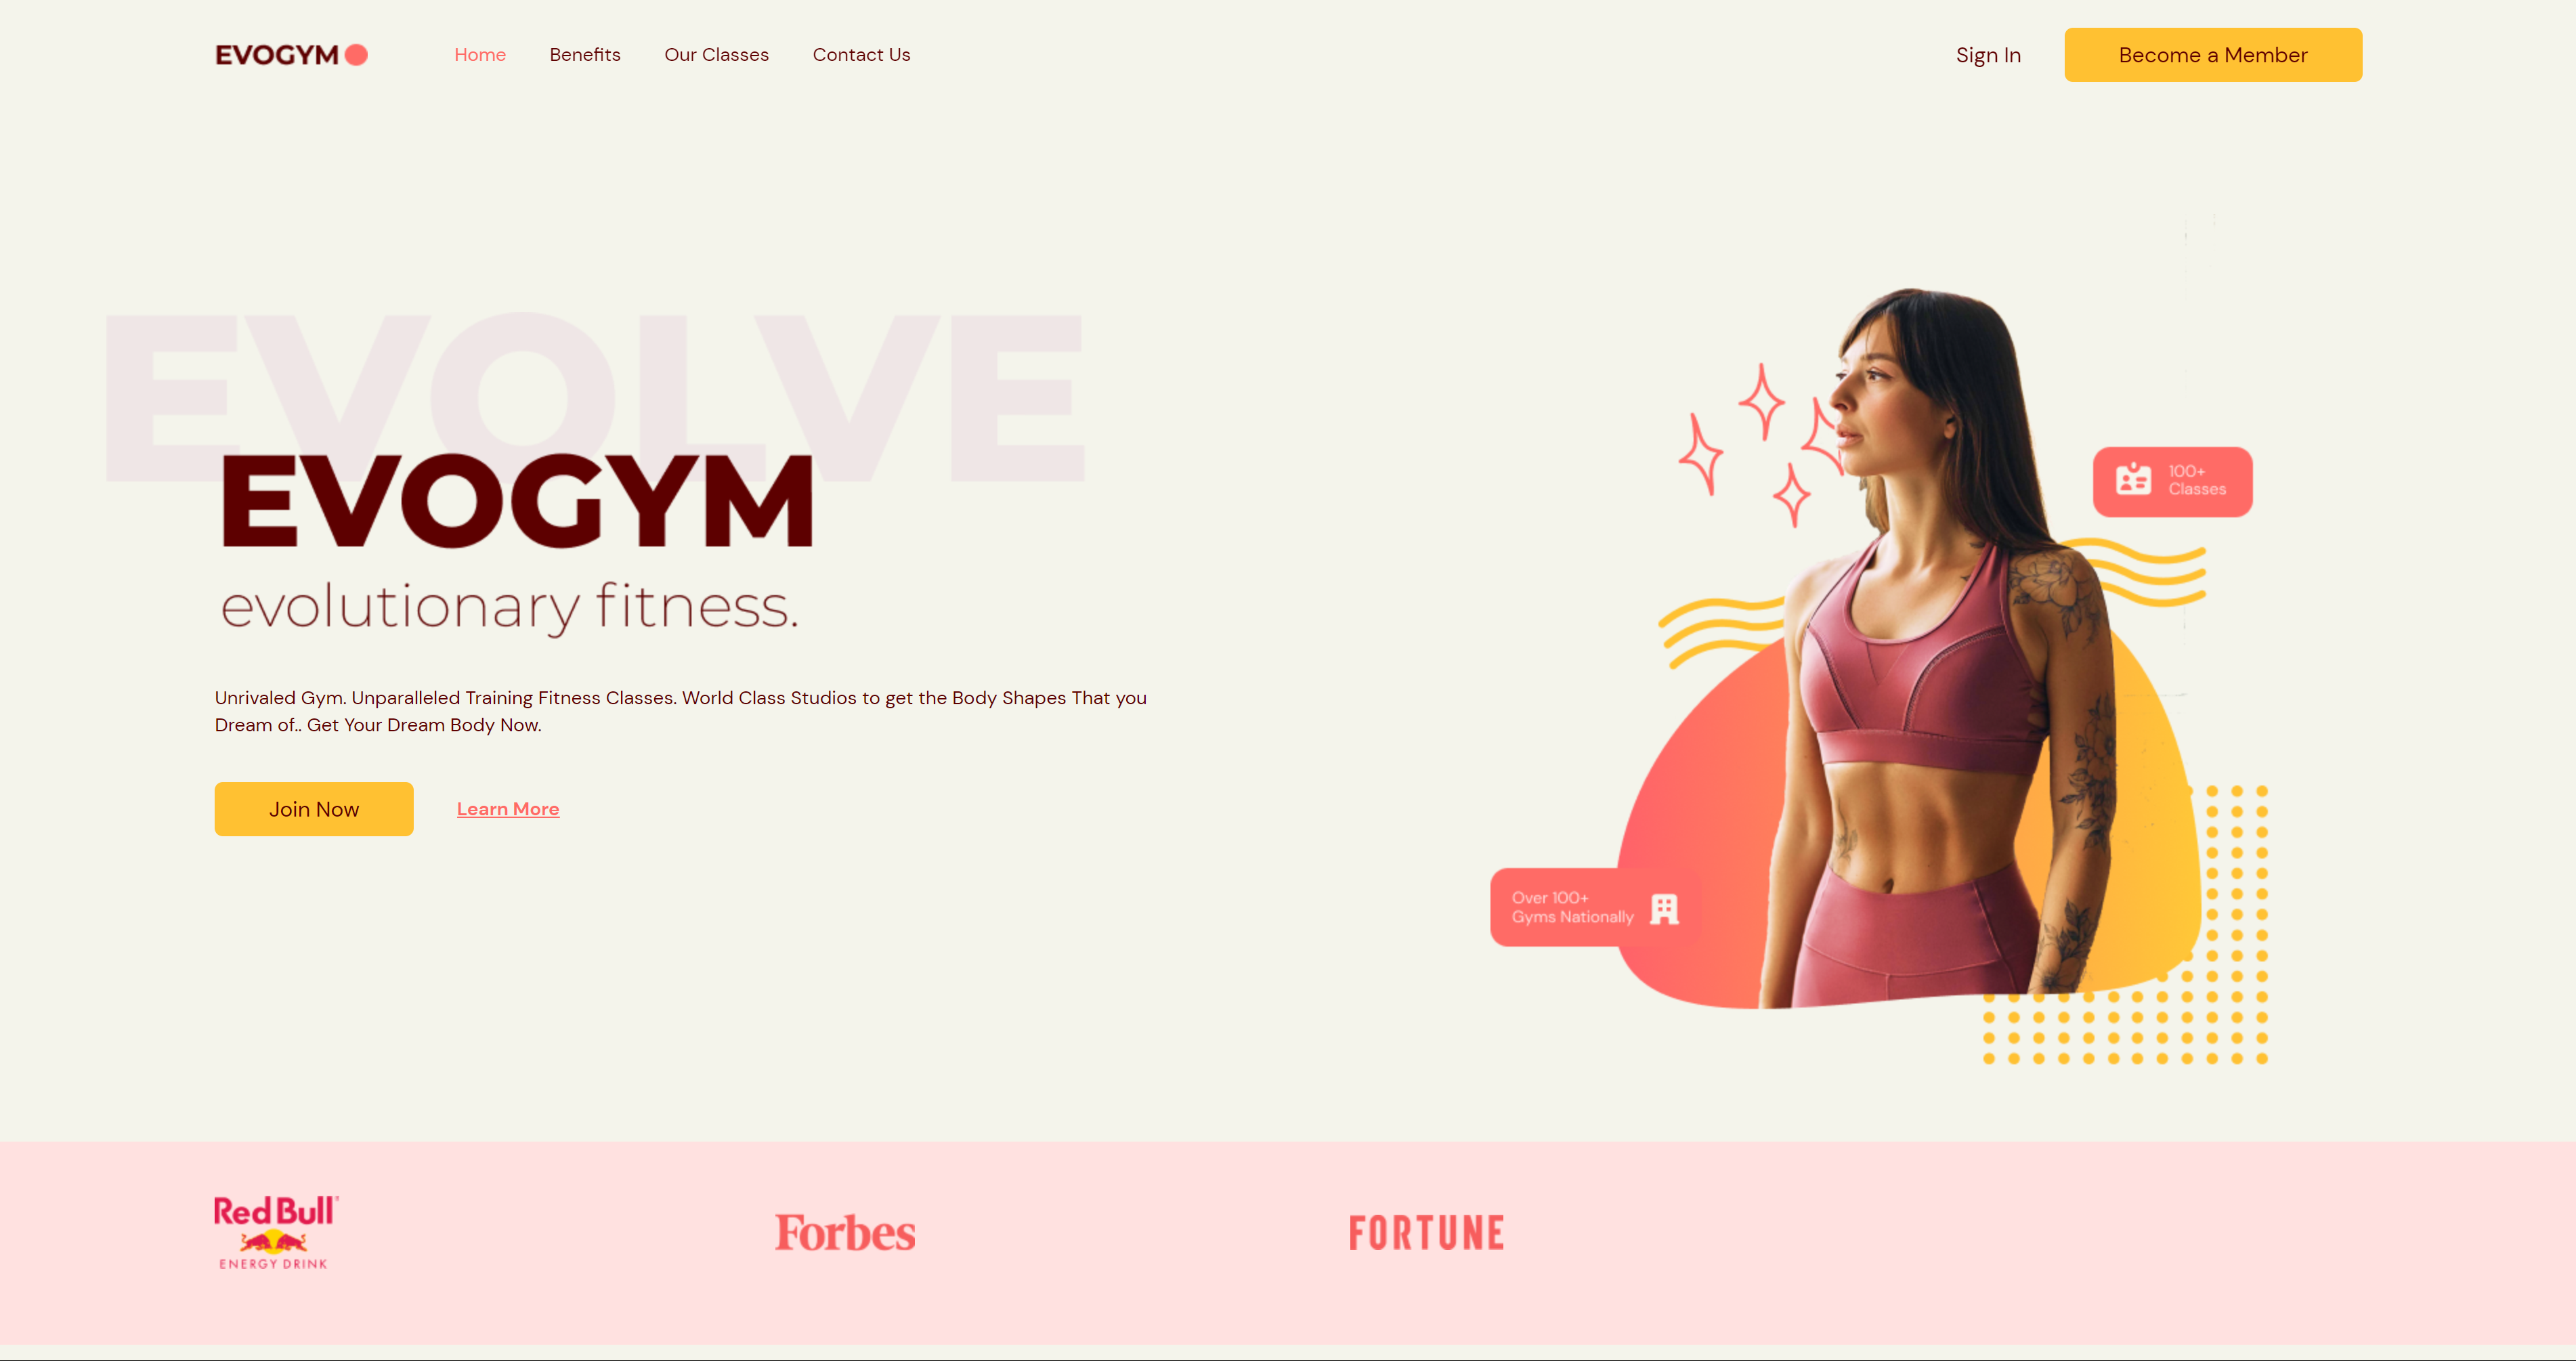 EVOGYM
Home
Benefits
Our Classes
Contact Us
Sign In
Become a Member
EVOLVE
EVOGYM
evolutionary fitness.
Unrivaled Gym. Unparalleled Training Fitness Classes. World Class Studios to get the Body Shapes That you
Dream of.. Get Your Dream Body Now.
Join Now
Learn More
100+
Classes
Over 100+
Gyms Nationally
Red Bull®
ENERGY DRINK
Forbes
FORTUNE